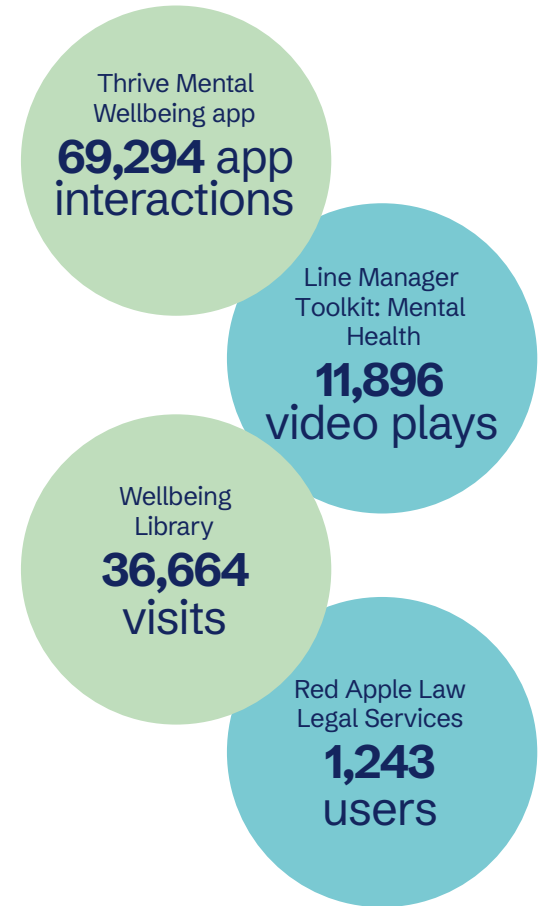 Thrive Mental
Wellbeing app
69,294 app
interactions
Line Manager
Toolkit: Mental
Health
11,896
video plays
Wellbeing
Library
36,664
visits
Red Apple Law
Legal Services
1,243
users